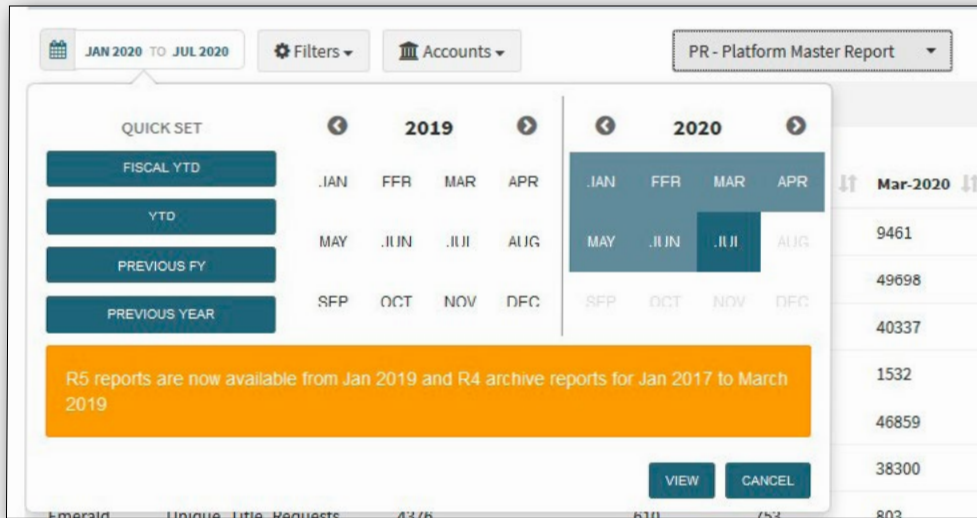 JAN 2020 TO JUL 2020
Filters
Accounts
PR - Platform Master Report
QUICK SET
2019
2020
FISCAL YTD
JAN FEB MAR APR
JAN FEB MAR APR
Mar-2020
YTD
MAY JUN JUL AUG
MAY JUN JUL AUG
9461
PREVIOUS FY
49698
PREVIOUS YEAR
SEP OCT NOV DEC
SEP OCT NOV DEC
40337
R5 reports are now available from Jan 2019 and R4 archive reports for Jan 2017 to March
2019
1532
46859
VIEW
CANCEL
38300
Emerald Unique_Title_Requests 4376 610 753 803